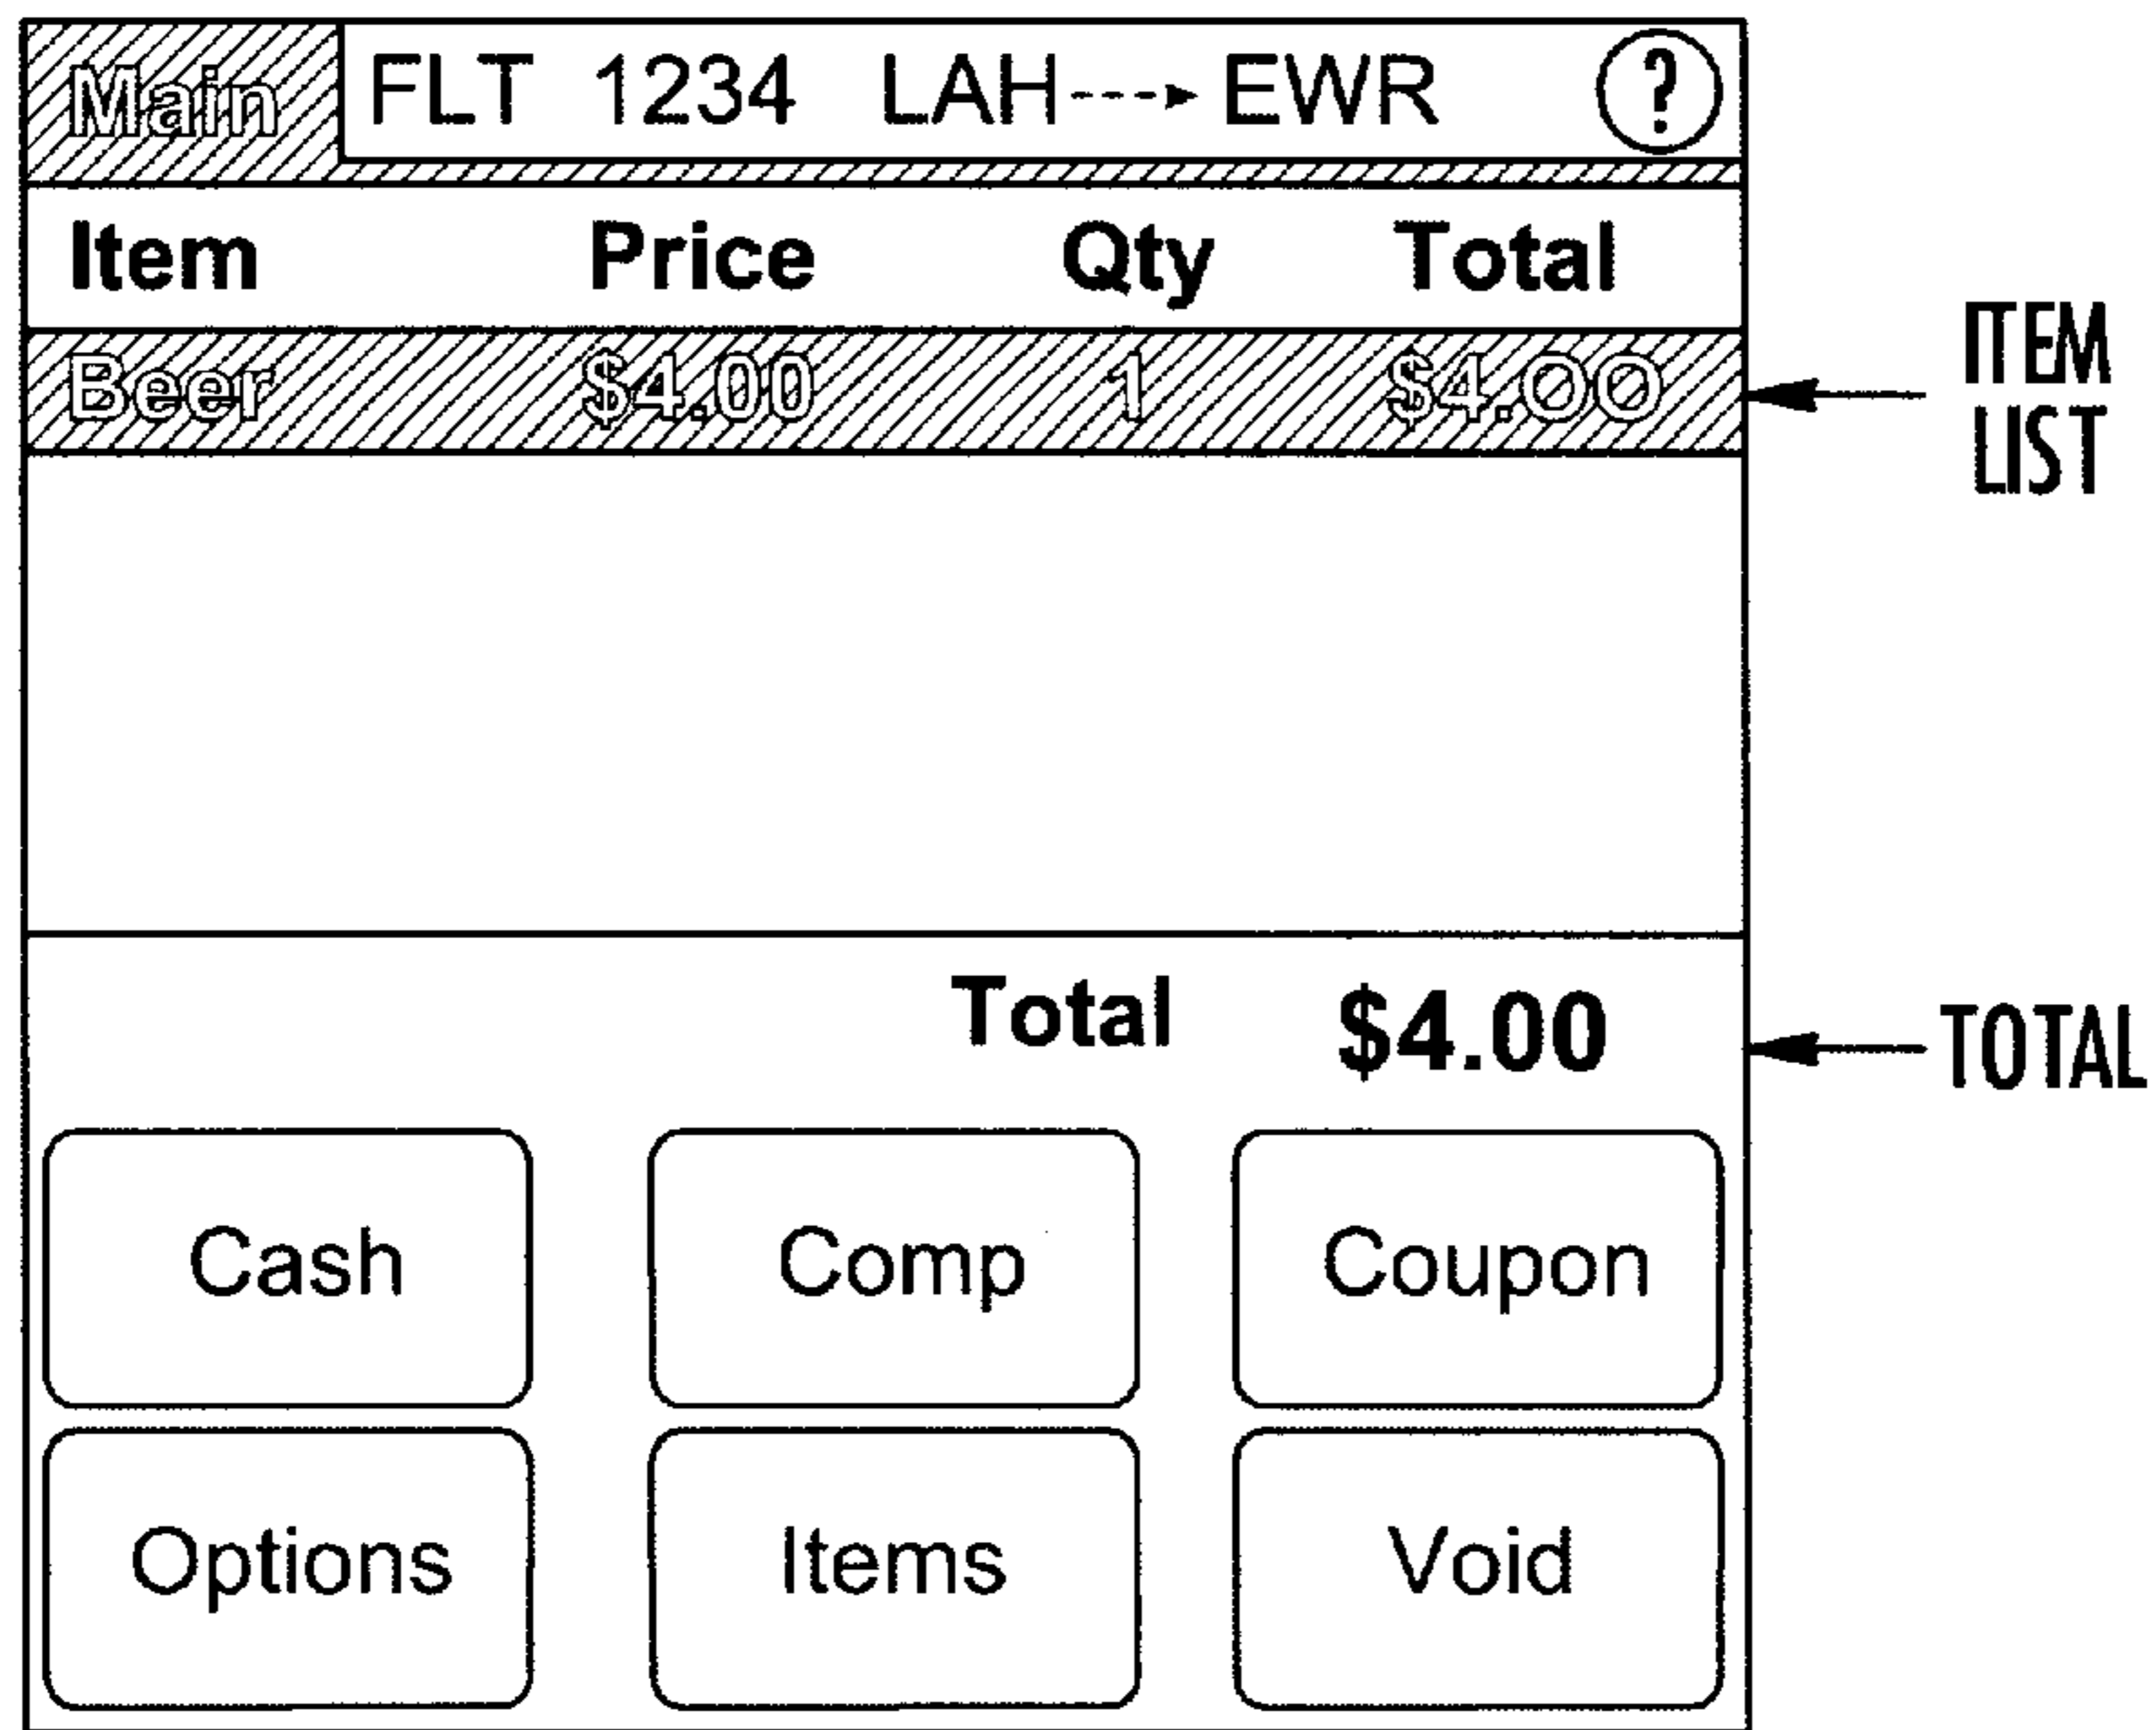 Main FLT 1234 LAH---->EWR ?
Item Price Qty Total
Beer $4.00 1 $4.00
ITEM
LIST
Total $4.00
TOTAL
Cash Comp Coupon
Options Items Void